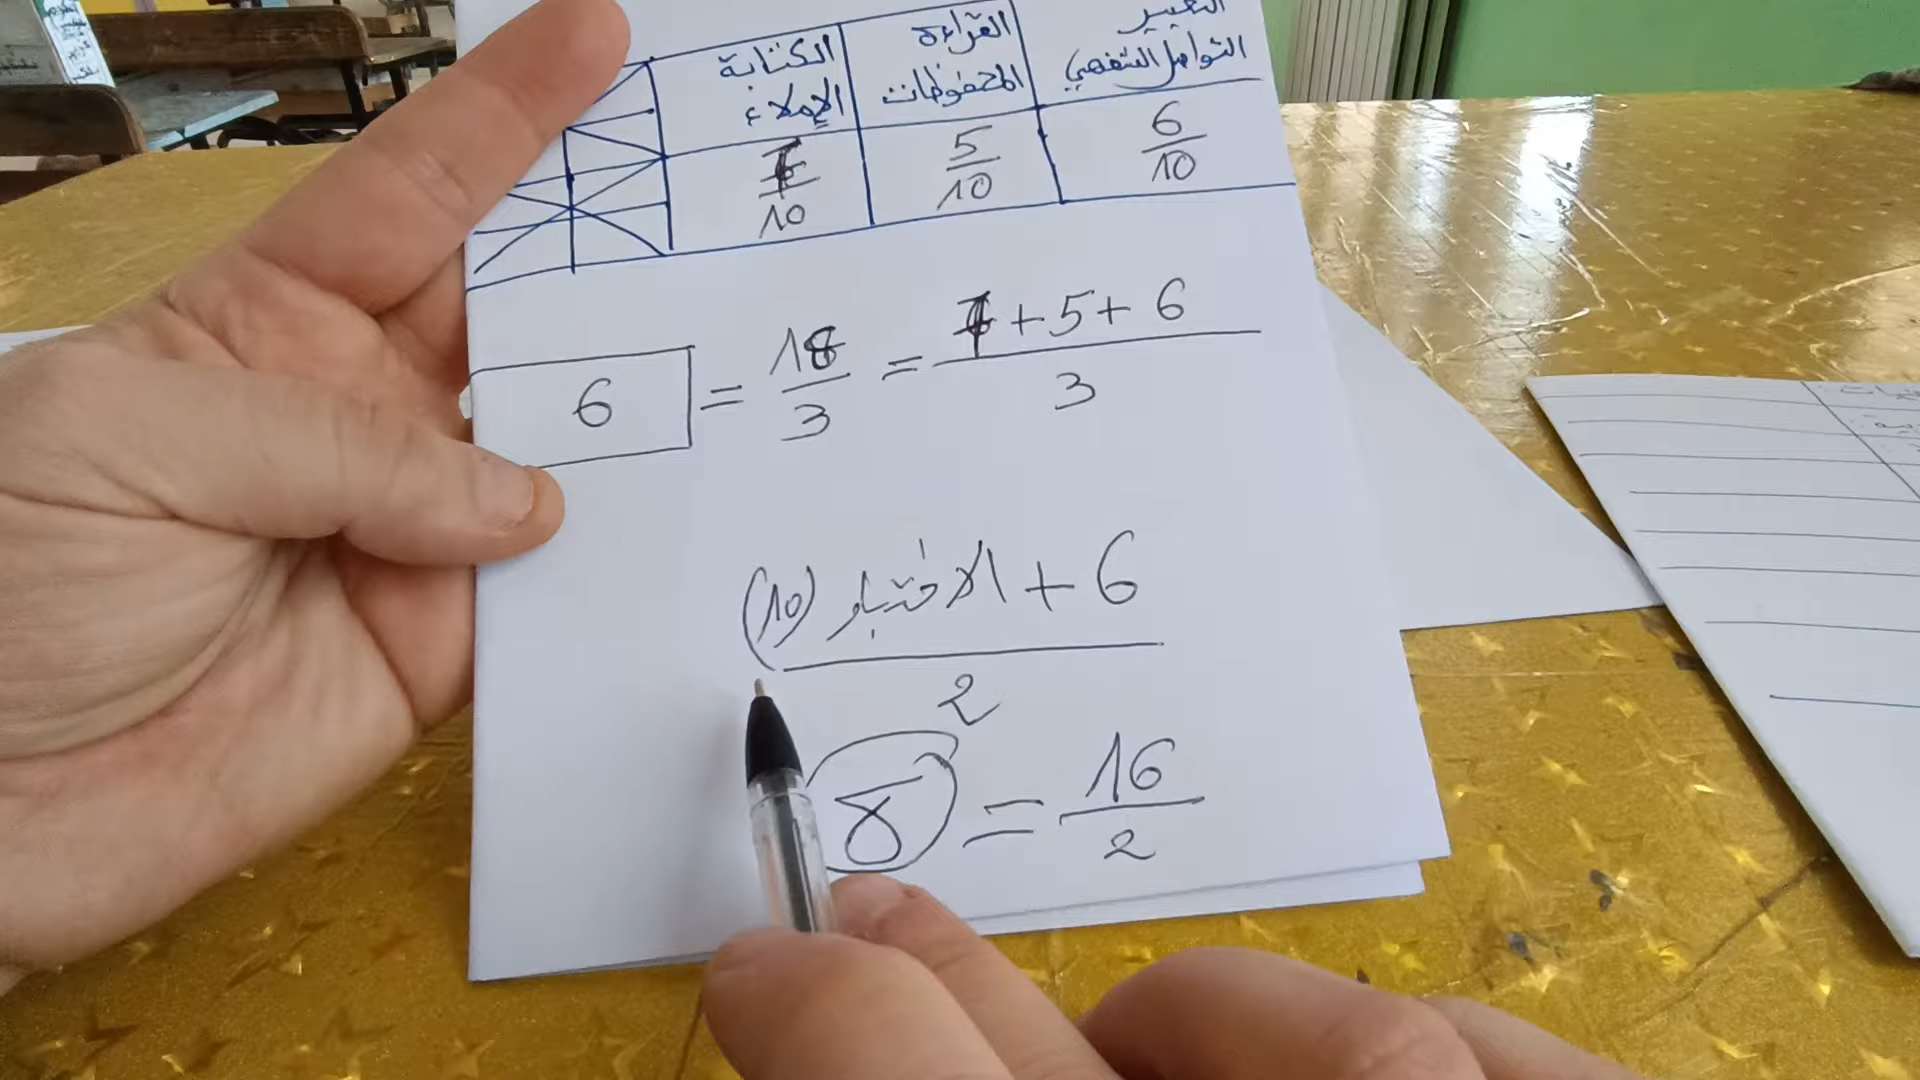 التعبير القراءة الكتابة
التواصل الشفهي المحفوظات الإملاء
6/10 5/10 7/10
7+5+6/3 = 18/3 = 6
6 + الاختبار (10)
2
16/2 = 8